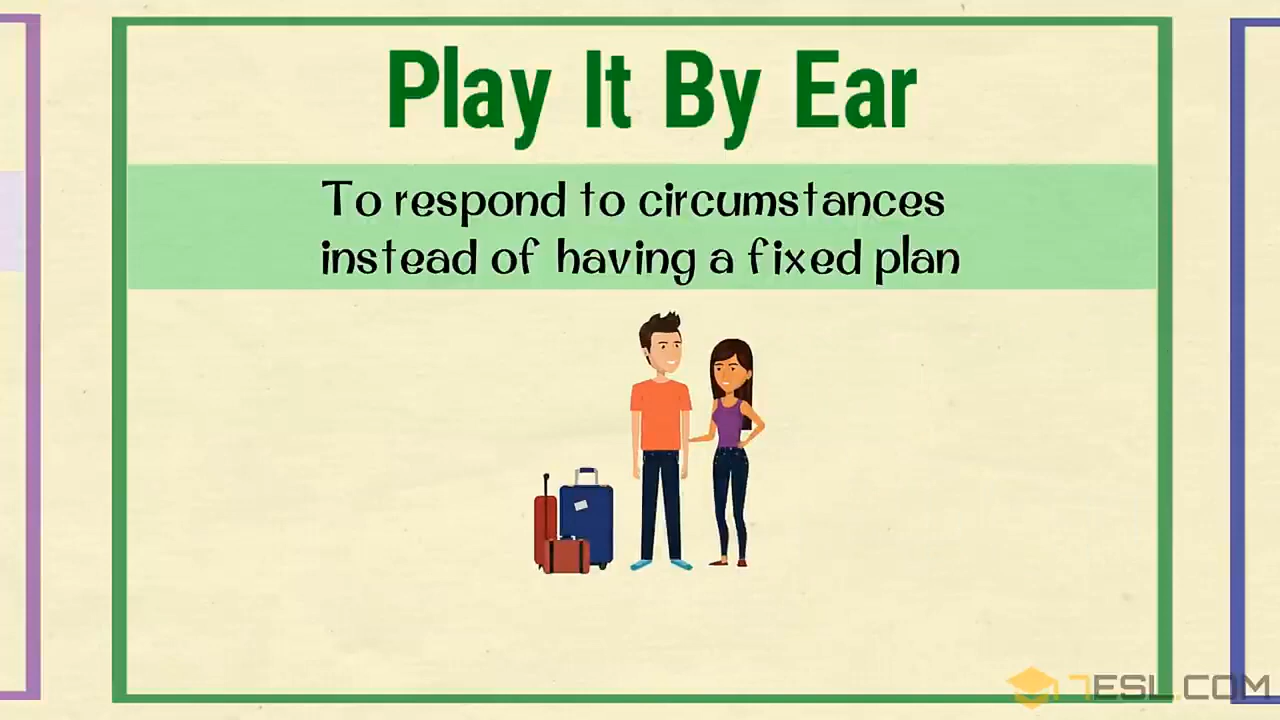 Play It By Ear
To respond to circumstances
instead of having a fixed plan
7ESL.COM